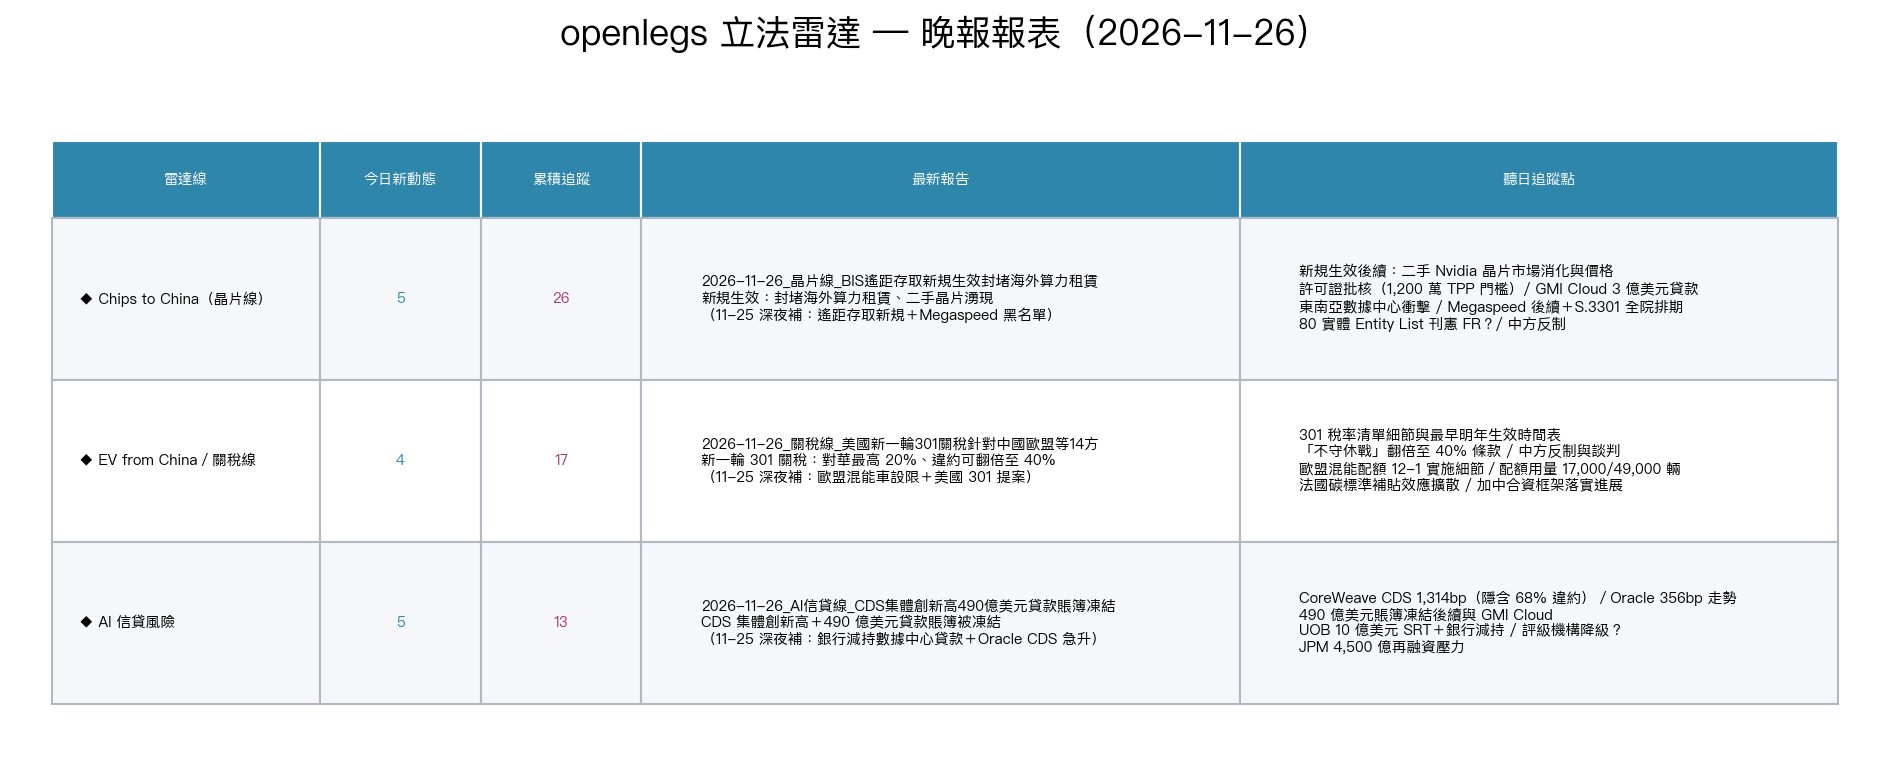 openlegs 立法雷達 — 晚報報表（2026-11-26）
雷達線
今日新動態
累積追蹤
最新報告
聽日追蹤點
◆ Chips to China（晶片線）
5
26
2026-11-26_晶片線_BIS遙距存取新規生效封堵海外算力租賃
新規生效：封堵海外算力租賃、二手晶片湧現
（11-25 深夜補：遙距存取新規＋Megaspeed 黑名單）
新規生效後續：二手 Nvidia 晶片市場消化與價格
許可證批核（1,200 萬 TPP 門檻）/ GMI Cloud 3 億美元貸款
東南亞數據中心衝擊 / Megaspeed 後續＋S.3301 全院排期
80 實體 Entity List 刊憲 FR？/ 中方反制
◆ EV from China / 關稅線
4
17
2026-11-26_關稅線_美國新一輪301關稅針對中國歐盟等14方
新一輪 301 關稅：對華最高 20%、違約可翻倍至 40%
（11-25 深夜補：歐盟混能車設限＋美國 301 提案）
301 稅率清單細節與最早明年生效時間表
「不守休戰」翻倍至 40% 條款 / 中方反制與談判
歐盟混能配額 12-1 實施細節 / 配額用量 17,000/49,000 輛
法國碳標準補貼效應擴散 / 加中合資框架落實進展
◆ AI 信貸風險
5
13
2026-11-26_AI信貸線_CDS集體創新高490億美元貸款賬簿凍結
CDS 集體創新高＋490 億美元貸款賬簿被凍結
（11-25 深夜補：銀行減持數據中心貸款＋Oracle CDS 急升）
CoreWeave CDS 1,314bp（隱含 68% 違約） / Oracle 356bp 走勢
490 億美元賬簿凍結後續與 GMI Cloud
UOB 10 億美元 SRT＋銀行減持 / 評級機構降級？
JPM 4,500 億再融資壓力